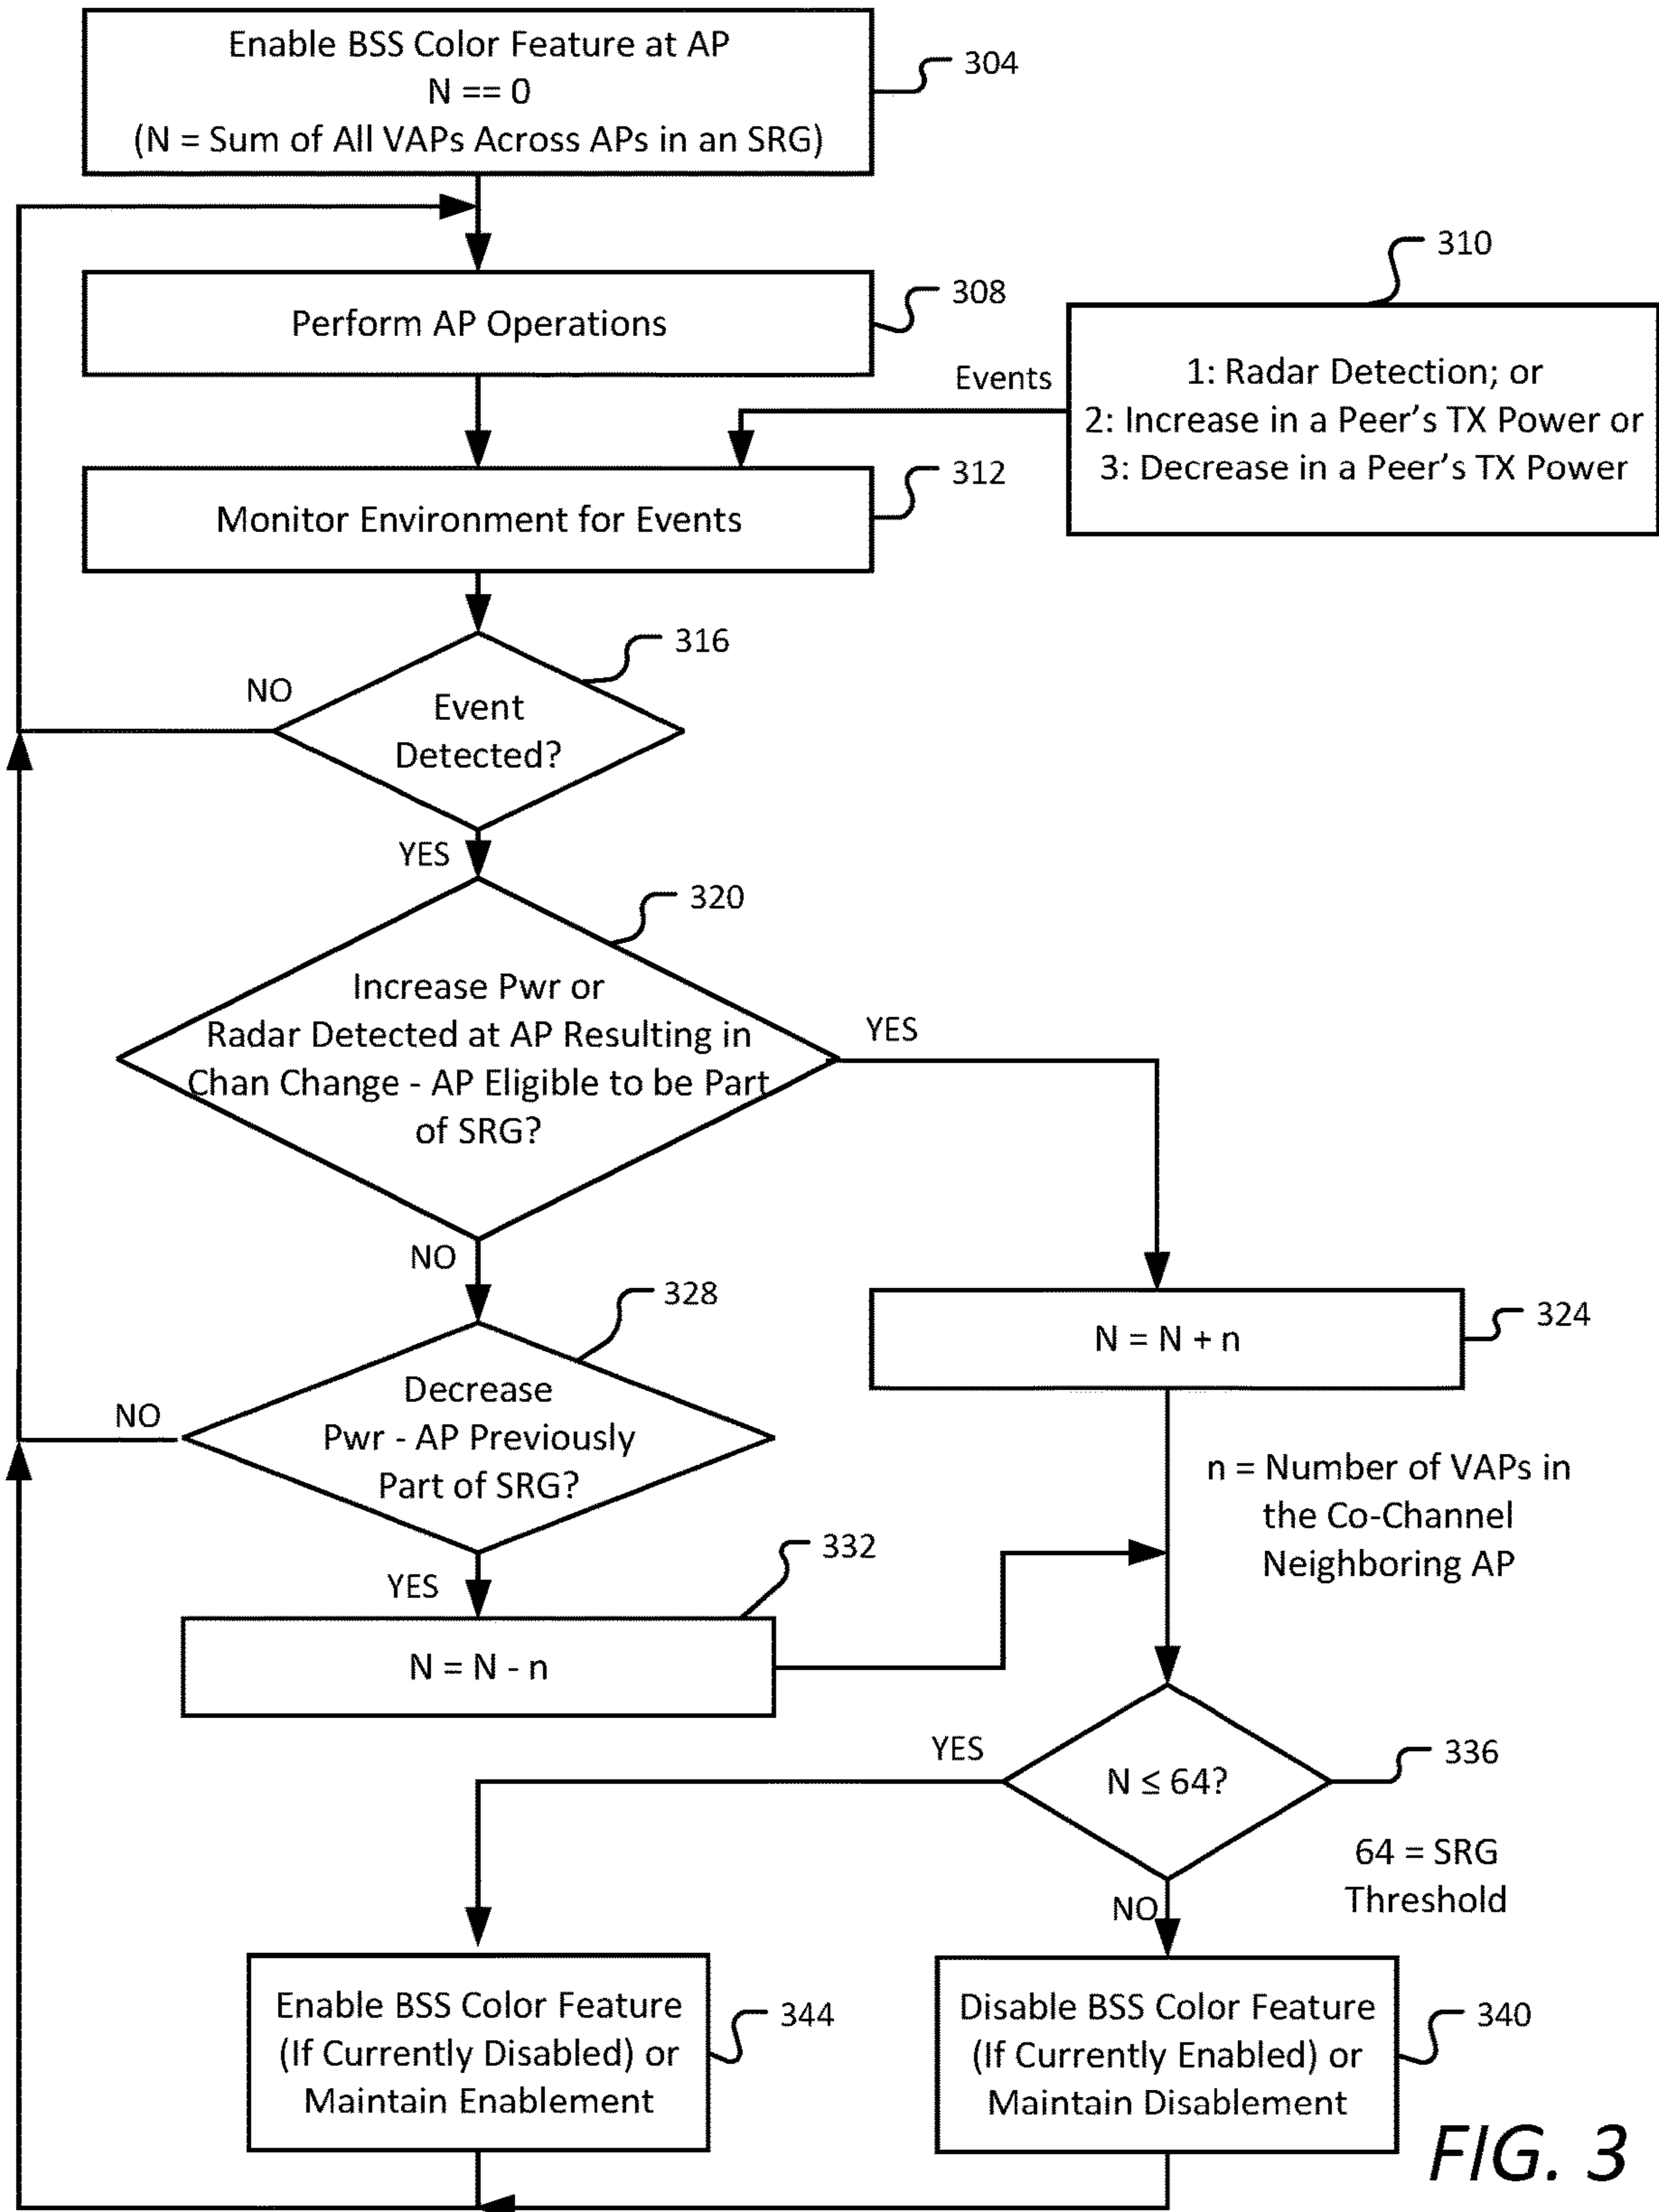 Enable BSS Color Feature at AP
N == 0
(N = Sum of All VAPs Across APs in an SRG)
304
310
Perform AP Operations
308
Events
1: Radar Detection; or
2: Increase in a Peer's TX Power or
3: Decrease in a Peer's TX Power
Monitor Environment for Events
312
316
NO
Event
Detected?
YES
320
Increase Pwr or
Radar Detected at AP Resulting in
Chan Change - AP Eligible to be Part
of SRG?
YES
NO
328
N = N + n
324
Decrease
Pwr - AP Previously
Part of SRG?
NO
n = Number of VAPs in
the Co-Channel
Neighboring AP
332
YES
N = N - n
YES
N ≤ 64?
336
64 = SRG
Threshold
NO
Enable BSS Color Feature
(If Currently Disabled) or
Maintain Enablement
344
Disable BSS Color Feature
(If Currently Enabled) or
Maintain Disablement
340
FIG. 3